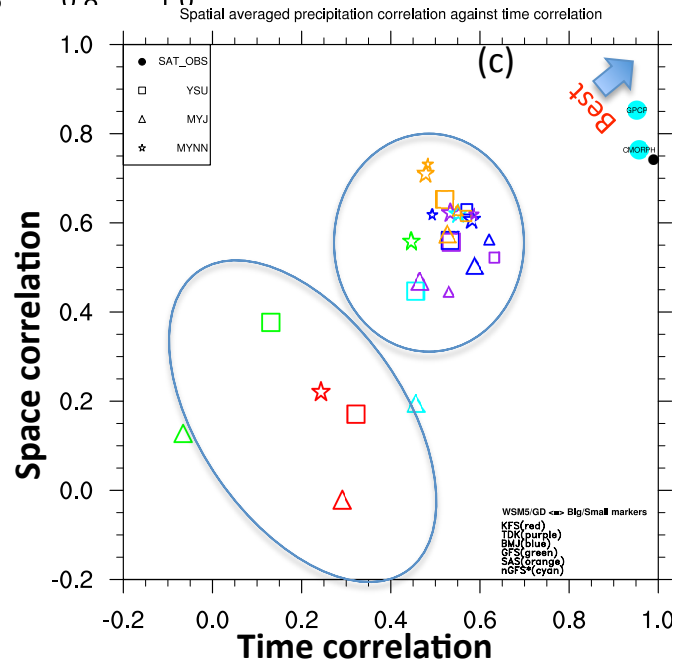 Spatial averaged precipitation correlation against time correlation
1.0
0.8
0.6
0.4
0.2
0.0
-0.2
Space correlation
SAT_OBS
YSU
MYJ
MYNN
(c)
Best
GPCP
CMORPH
WSM5/GD <=> Big/Small markers
KFS(red)
TDK(purple)
BMJ(blue)
GFS(green)
SAS(orange)
nGFS*(cyan)
-0.2 0.0 0.2 0.4 0.6 0.8 1.0
Time correlation